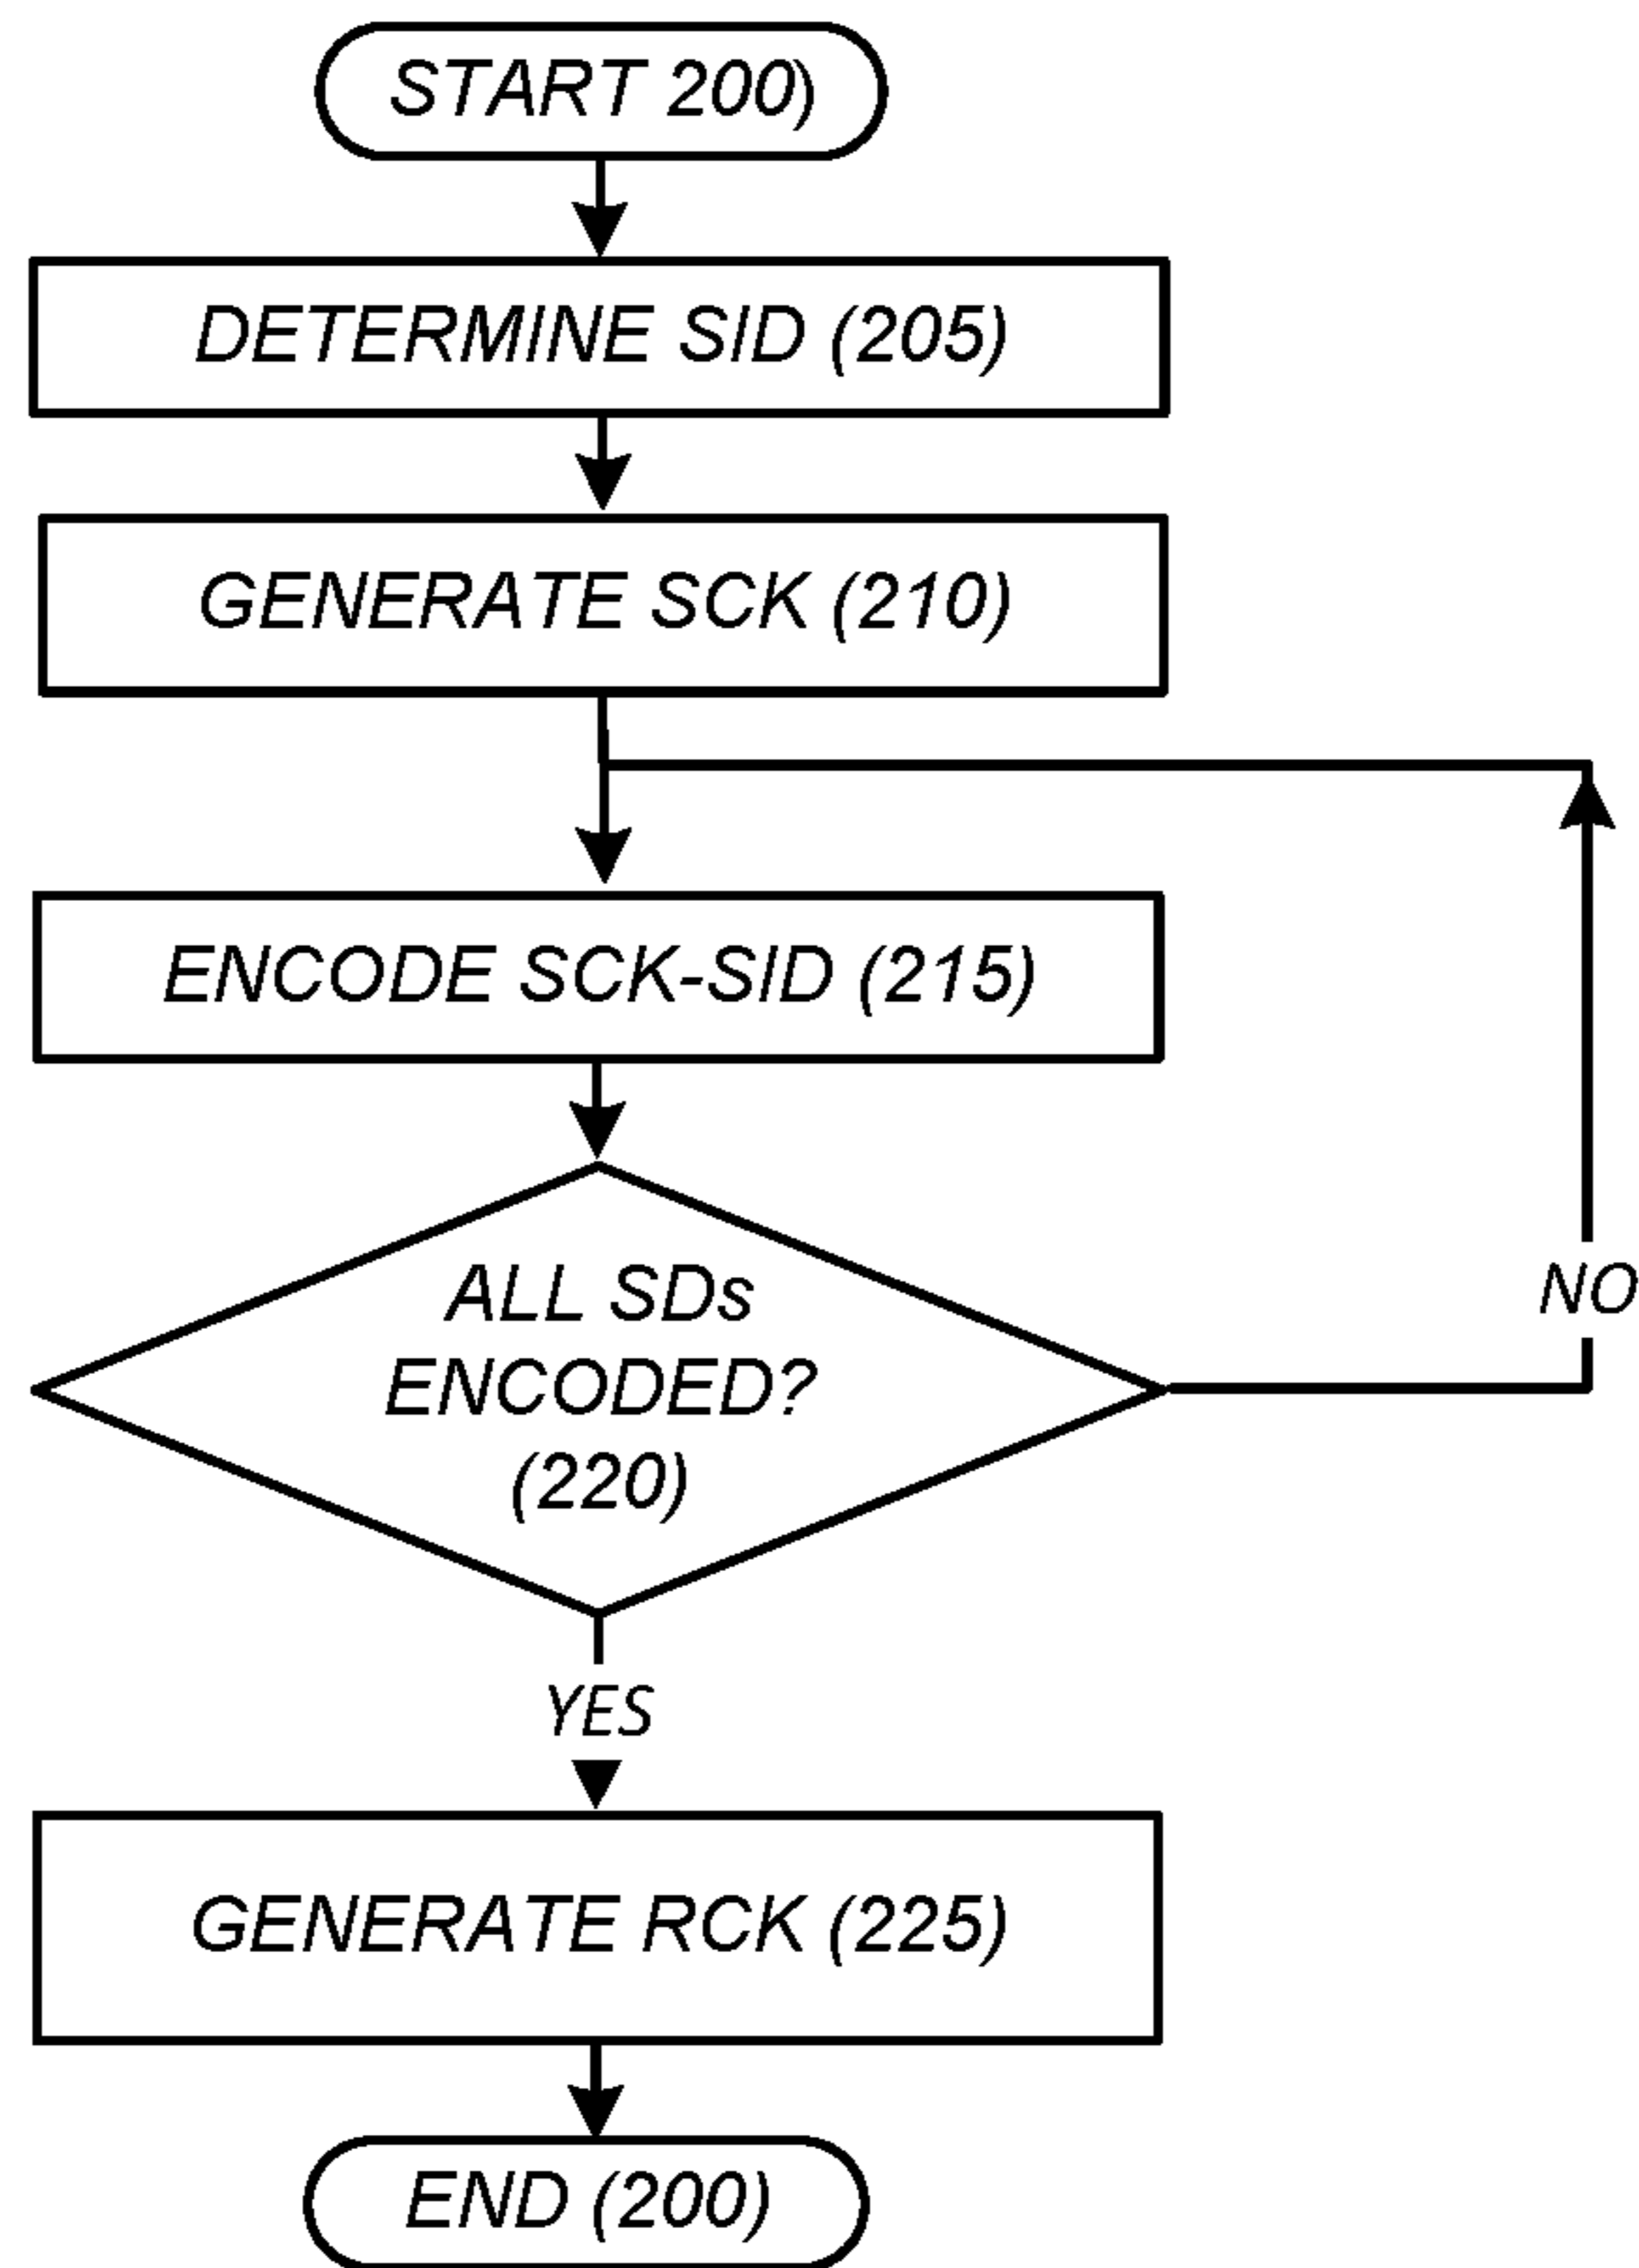 START 200)
DETERMINE SID (205)
GENERATE SCK (210)
ENCODE SCK-SID (215)
ALL SDs
ENCODED?
(220)
NO
YES
GENERATE RCK (225)
END (200)